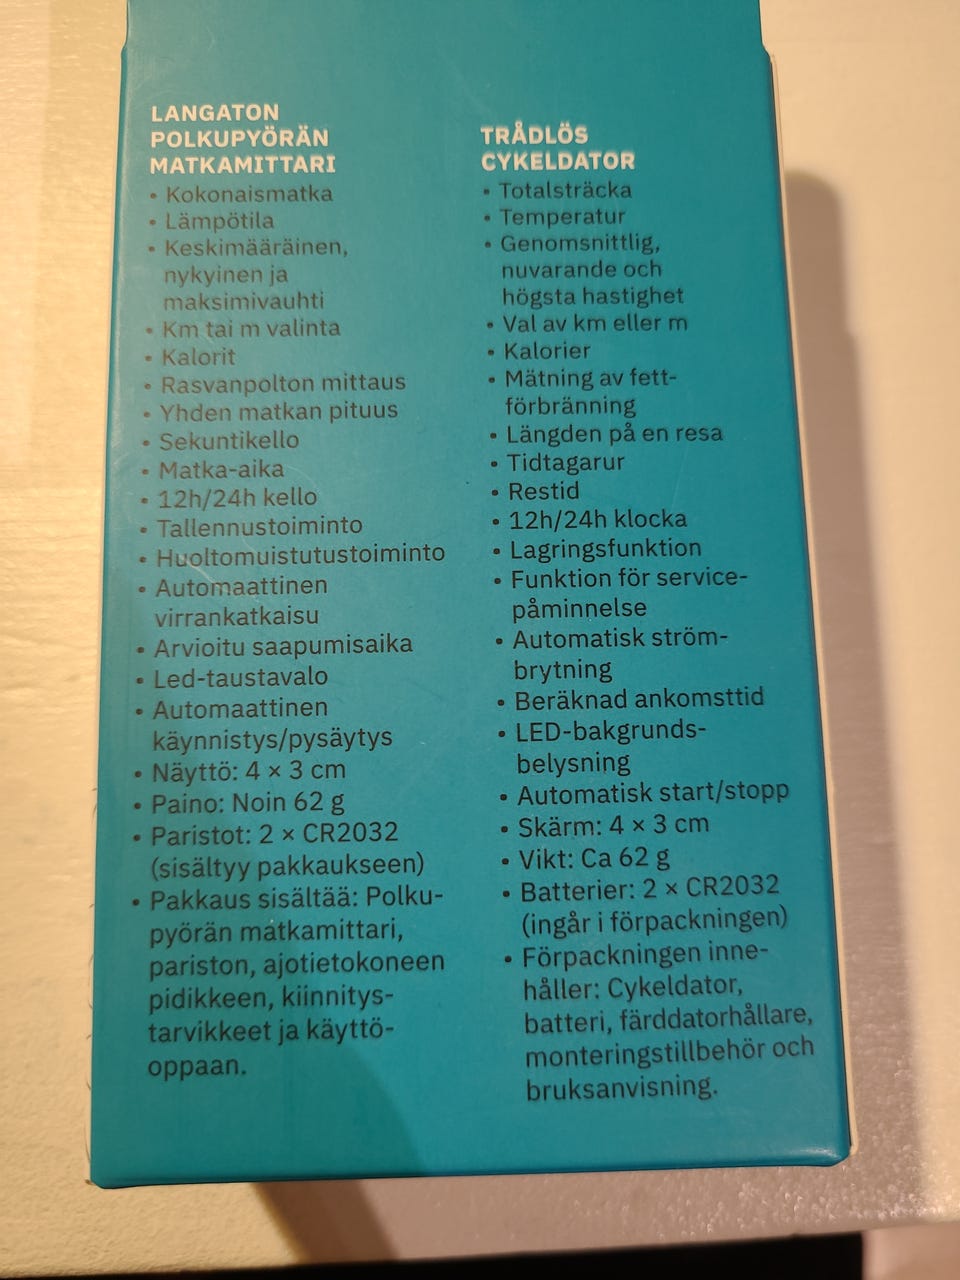 LANGATON
POLKUPYÖRÄN
MATKAMITTARI
• Kokonaismatka
• Lämpötila
• Keskimääräinen,
nykyinen ja
maksimivauhti
• Km tai m valinta
• Kalorit
• Rasvanpolton mittaus
• Yhden matkan pituus
• Sekuntikello
• Matka-aika
• 12h/24h kello
• Tallennustoiminto
• Huoltomuistutustoiminto
• Automaattinen
virrankatkaisu
• Arvioitu saapumisaika
• Led-taustavalo
• Automaattinen
käynnistys/pysäytys
• Näyttö: 4 × 3 cm
• Paino: Noin 62 g
• Paristot: 2 × CR2032
(sisältyy pakkaukseen)
• Pakkaus sisältää: Polku-
pyörän matkamittari,
pariston, ajotietokoneen
pidikkeen, kiinnitys-
tarvikkeet ja käyttö-
oppaan.
TRÅDLÖS
CYKELDATOR
• Totalsträcka
• Temperatur
• Genomsnittlig,
nuvarande och
högsta hastighet
• Val av km eller m
• Kalorier
• Mätning av fett-
förbränning
• Längden på en resa
• Tidtagarur
• Restid
• 12h/24h klocka
• Lagringsfunktion
• Funktion för service-
påminnelse
• Automatisk ström-
brytning
• Beräknad ankomsttid
• LED-bakgrunds-
belysning
• Automatisk start/stopp
• Skärm: 4 × 3 cm
• Vikt: Ca 62 g
• Batterier: 2 × CR2032
(ingår i förpackningen)
• Förpackningen inne-
håller: Cykeldator,
batteri, färddatorhållare,
monteringstillbehör och
bruksanvisning.